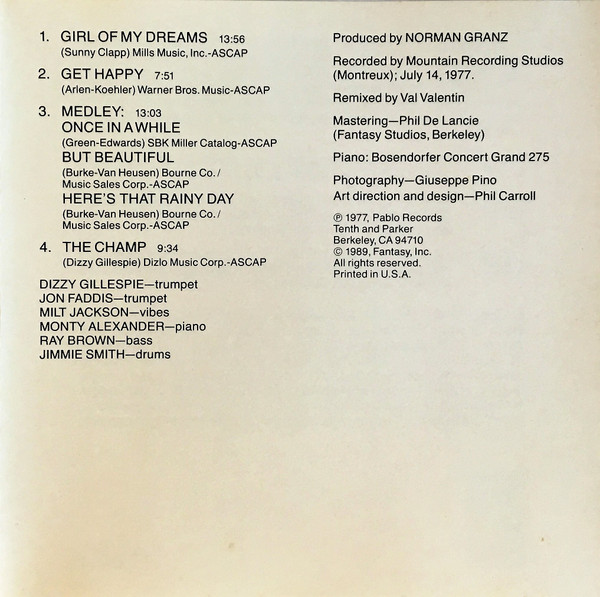 1. GIRL OF MY DREAMS 13:56
(Sunny Clapp) Mills Music, Inc.-ASCAP
2. GET HAPPY 7:51
(Arlen-Koehler) Warner Bros. Music-ASCAP
3. MEDLEY: 13:03
ONCE IN A WHILE
(Green-Edwards) SBK Miller Catalog-ASCAP
BUT BEAUTIFUL
(Burke-Van Heusen) Bourne Co./
Music Sales Corp.-ASCAP
HERE'S THAT RAINY DAY
(Burke-Van Heusen) Bourne Co./
Music Sales Corp.-ASCAP
4. THE CHAMP 9:34
(Dizzy Gillespie) Dizlo Music Corp.-ASCAP
DIZZY GILLESPIE—trumpet
JON FADDIS—trumpet
MILT JACKSON—vibes
MONTY ALEXANDER—piano
RAY BROWN—bass
JIMMIE SMITH—drums
Produced by NORMAN GRANZ
Recorded by Mountain Recording Studios
(Montreux); July 14, 1977.
Remixed by Val Valentin
Mastering—Phil De Lancie
(Fantasy Studios, Berkeley)
Piano: Bosendorfer Concert Grand 275
Photography—Giuseppe Pino
Art direction and design—Phil Carroll
℗ 1977, Pablo Records
Tenth and Parker
Berkeley, CA 94710
© 1989, Fantasy, Inc.
All rights reserved.
Printed in U.S.A.